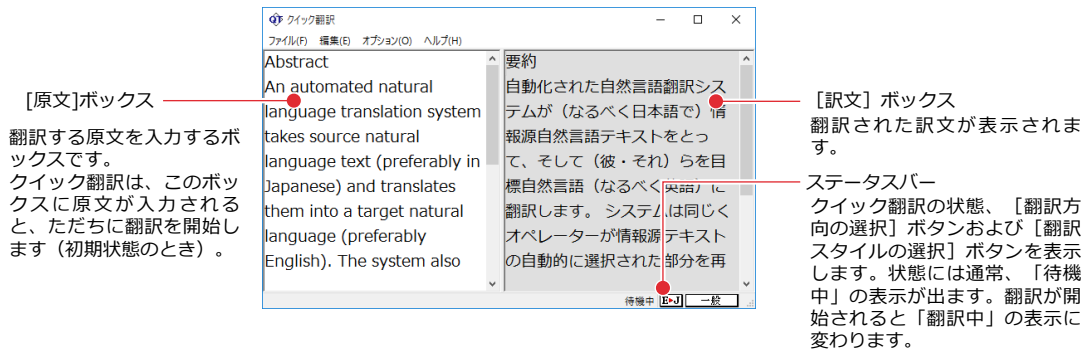 クイック翻訳
ファイル(F) 編集(E) オプション(O) ヘルプ(H)
Abstract
An automated natural
language translation system
takes source natural
language text (preferably in
Japanese) and translates
them into a target natural
language (preferably
English). The system also
要約
自動化された自然言語翻訳シス
テムが（なるべく日本語で）情
報源自然言語テキストをとっ
て、そして（彼・それ）らを目
標自然言語（なるべく英語）に
翻訳します。 システムは同じく
オペレーターが情報源テキスト
の自動的に選択された部分を再
待機中 E▸J 一般
[原文]ボックス
翻訳する原文を入力するボ
ックスです。
クイック翻訳は、このボッ
クスに原文が入力される
と、ただちに翻訳を開始し
ます（初期状態のとき）。
［訳文］ボックス
翻訳された訳文が表示されま
す。
ステータスバー
クイック翻訳の状態、［翻訳方
向の選択］ボタンおよび［翻訳
スタイルの選択］ボタンを表示
します。状態には通常、「待機
中」の表示が出ます。翻訳が開
始されると「翻訳中」の表示に
変わります。